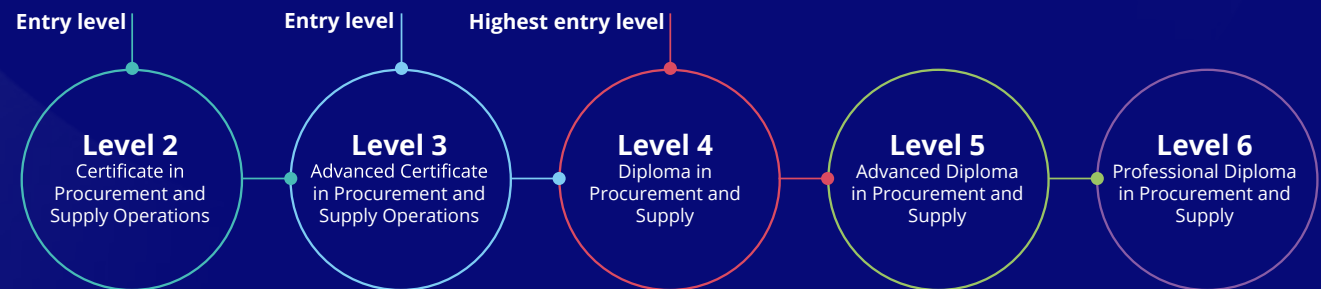 Entry level
Entry level
Highest entry level
Level 2
Certificate in
Procurement and
Supply Operations
Level 3
Advanced Certificate
in Procurement and
Supply Operations
Level 4
Diploma in
Procurement and
Supply
Level 5
Advanced Diploma
in Procurement and
Supply
Level 6
Professional Diploma
in Procurement and
Supply